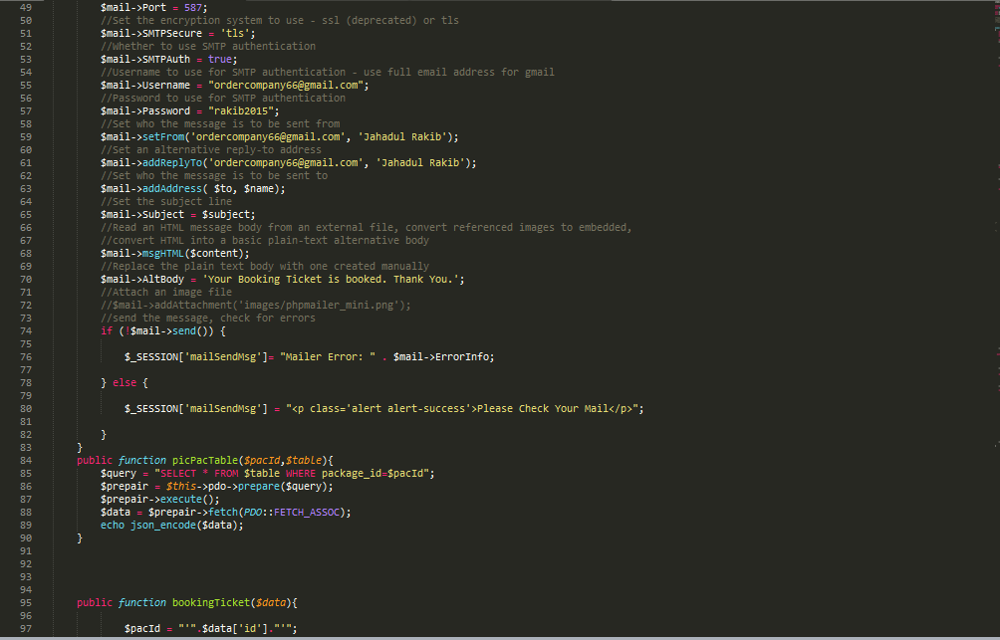 49 $mail->Port = 587;
50 //Set the encryption system to use - ssl (deprecated) or tls
51 $mail->SMTPSecure = 'tls';
52 //Whether to use SMTP authentication
53 $mail->SMTPAuth = true;
54 //Username to use for SMTP authentication - use full email address for gmail
55 $mail->Username = "ordercompany66@gmail.com";
56 //Password to use for SMTP authentication
57 $mail->Password = "rakib2015";
58 //Set who the message is to be sent from
59 $mail->setFrom('ordercompany66@gmail.com', 'Jahadul Rakib');
60 //Set an alternative reply-to address
61 $mail->addReplyTo('ordercompany66@gmail.com', 'Jahadul Rakib');
62 //Set who the message is to be sent to
63 $mail->addAddress( $to, $name);
64 //Set the subject line
65 $mail->Subject = $subject;
66 //Read an HTML message body from an external file, convert referenced images to embedded,
67 //convert HTML into a basic plain-text alternative body
68 $mail->msgHTML($content);
69 //Replace the plain text body with one created manually
70 $mail->AltBody = 'Your Booking Ticket is booked. Thank You.';
71 //Attach an image file
72 //$mail->addAttachment('images/phpmailer_mini.png');
73 //send the message, check for errors
74 if (!$mail->send()) {
75
76 $_SESSION['mailSendMsg']= "Mailer Error: " . $mail->ErrorInfo;
77
78 } else {
79
80 $_SESSION['mailSendMsg'] = "<p class='alert alert-success'>Please Check Your Mail</p>";
81
82 }
83 }
84 public function picPacTable($pacId,$table){
85 $query = "SELECT * FROM $table WHERE package_id=$pacId";
86 $prepair = $this->pdo->prepare($query);
87 $prepair->execute();
88 $data = $prepair->fetch(PDO::FETCH_ASSOC);
89 echo json_encode($data);
90 }
91
92
93
94
95 public function bookingTicket($data){
96
97 $pacId = "'".$data['id']."'";